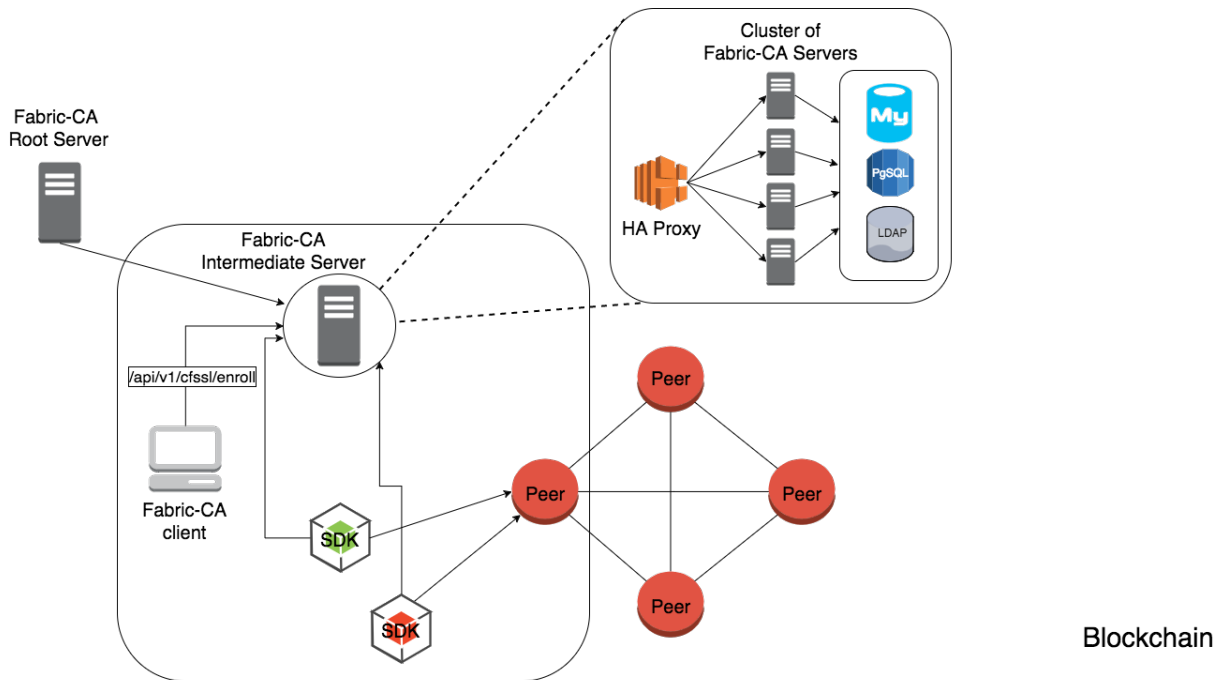 Cluster of
Fabric-CA Servers
My
PgSQL
LDAP
HA Proxy
Fabric-CA
Root Server
Fabric-CA
Intermediate Server
/api/v1/cfssl/enroll
Fabric-CA
client
SDK
SDK
Peer
Peer
Peer
Peer
Blockchain